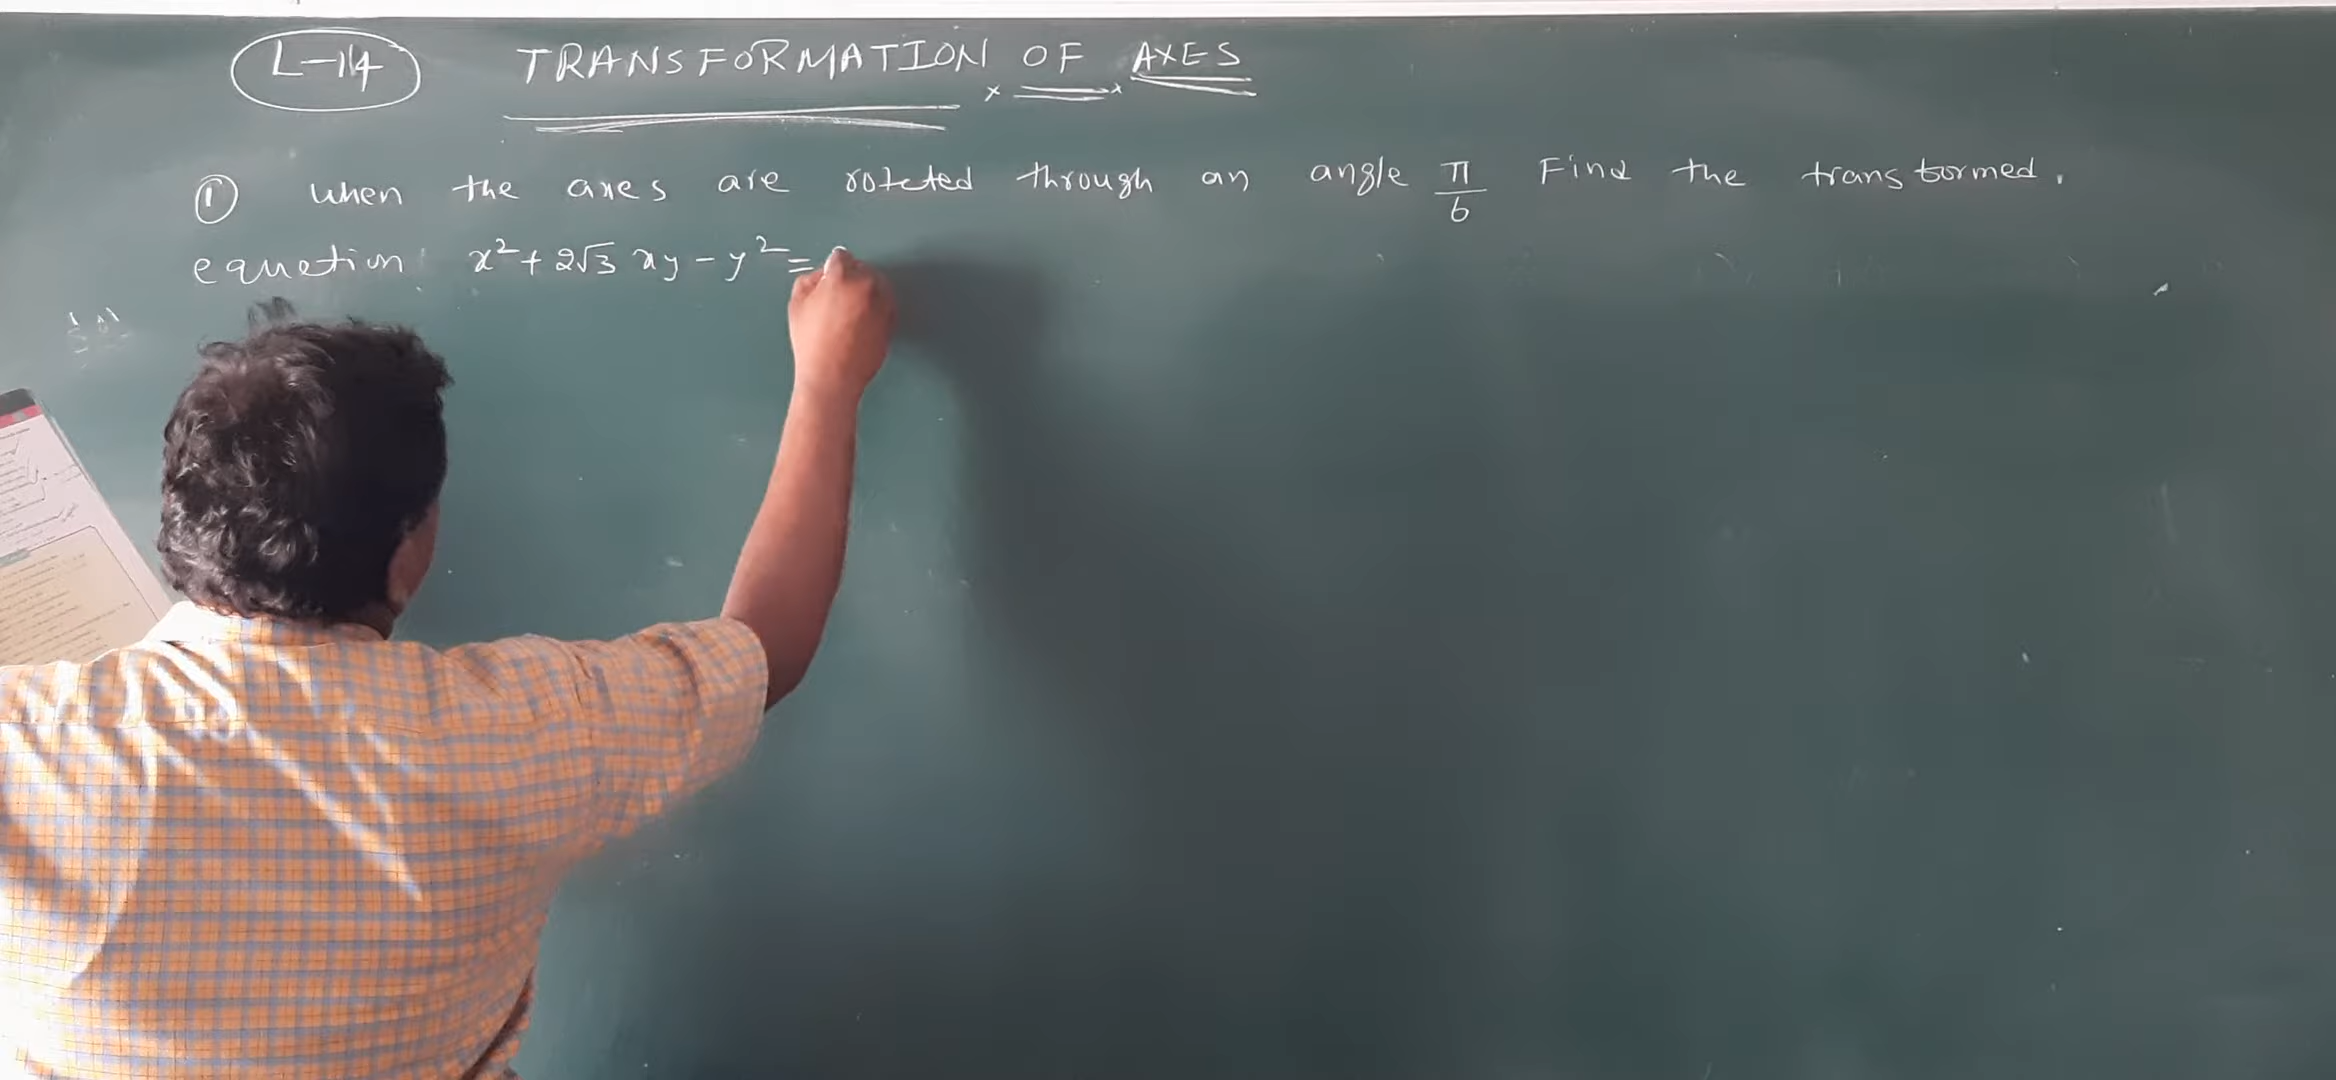 L-14 TRANSFORMATION OF AXES
① when the axes are rotated through an angle π/6 Find the transformed.
equation x²+2√3 xy-y²=